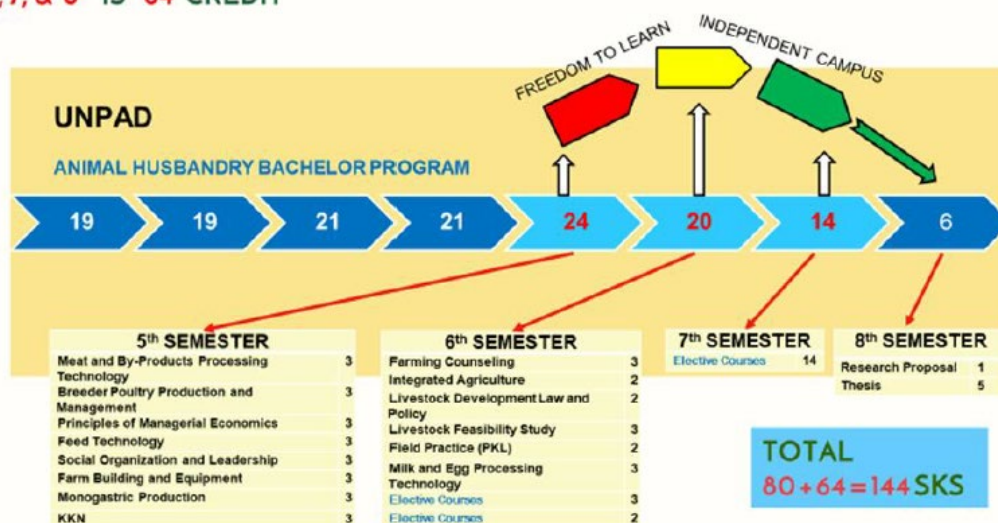 CREDIT
FREEDOM TO LEARN
INDEPENDENT CAMPUS
UNPAD
ANIMAL HUSBANDRY BACHELOR PROGRAM
19 19 21 21 24 20 14 6
5th SEMESTER
Meat and By-Products Processing 3
Technology
Breeder Poultry Production and 3
Management
Principles of Managerial Economics 3
Feed Technology 3
Social Organization and Leadership 3
Farm Building and Equipment 3
Monogastric Production 3
KKN 3
6th SEMESTER
Farming Counseling 3
Integrated Agriculture 2
Livestock Development Law and 2
Policy
Livestock Feasibility Study 3
Field Practice (PKL) 2
Milk and Egg Processing 3
Technology
Elective Courses 3
Elective Courses 2
7th SEMESTER
Elective Courses 14
8th SEMESTER
Research Proposal 1
Thesis 5
TOTAL
80+64=144 SKS